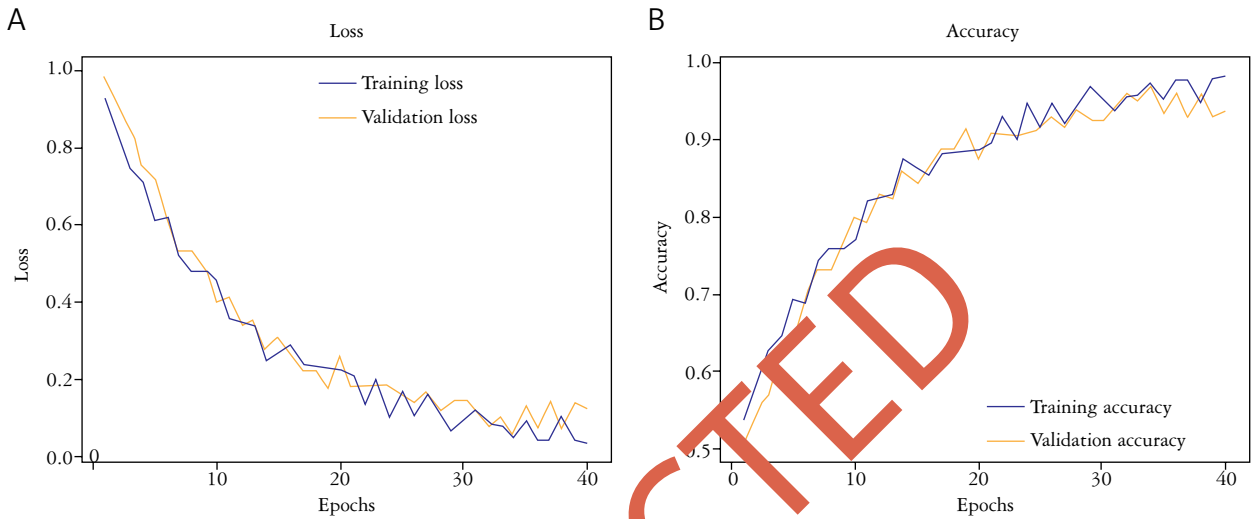 A
Loss
Training loss
Validation loss
1.0
0.8
0.6
0.4
0.2
0.0
Loss
0
10
20
30
40
Epochs
B
Accuracy
1.0
0.9
0.8
0.7
0.6
0.5
Accuracy
Training accuracy
Validation accuracy
0
10
20
30
40
Epochs
CTED